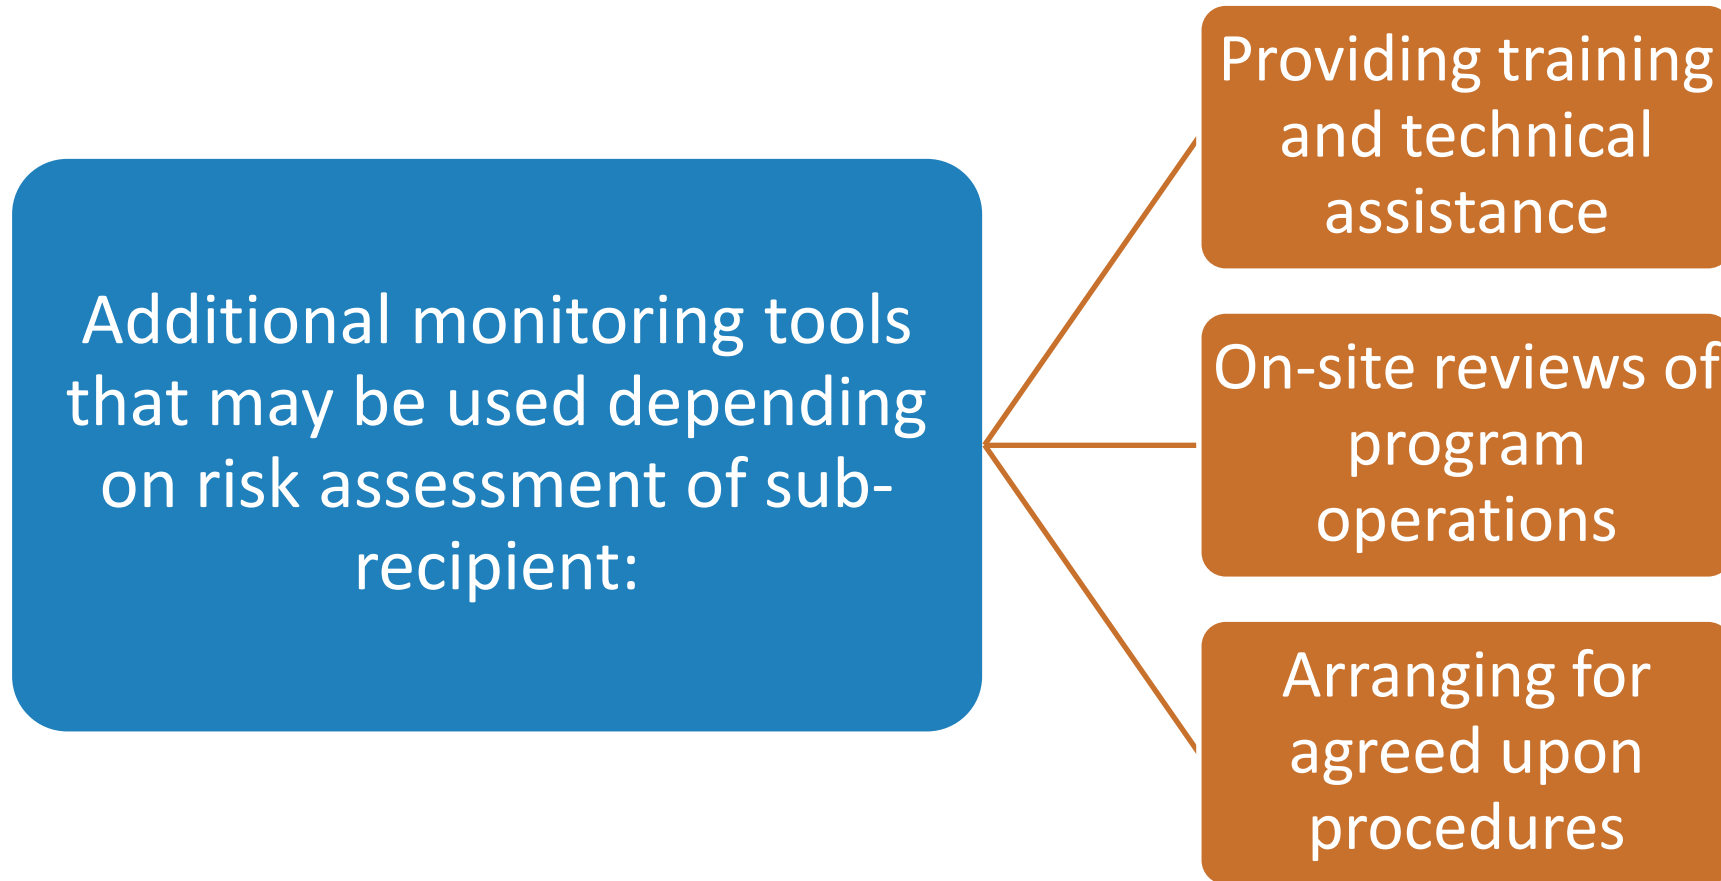 Additional monitoring tools
that may be used depending
on risk assessment of sub-
recipient:
Providing training
and technical
assistance
On-site reviews of
program
operations
Arranging for
agreed upon
procedures